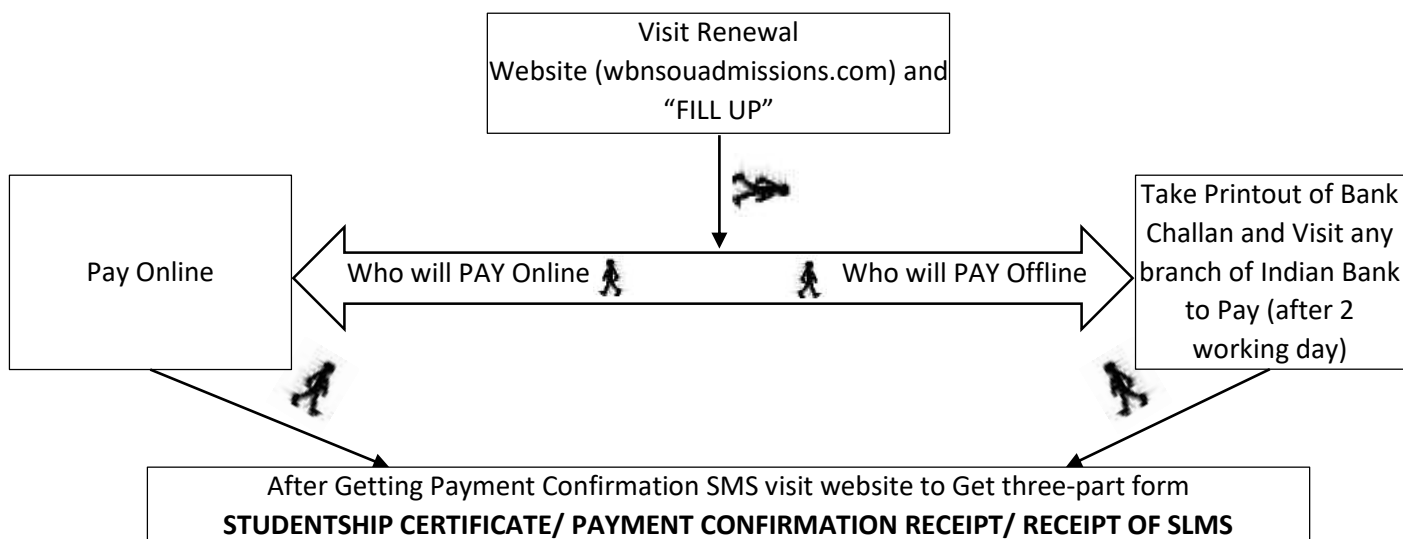 Visit Renewal
Website (wbnsouadmissions.com) and
“FILL UP”
Pay Online
Who will PAY Online
Who will PAY Offline
Take Printout of Bank
Challan and Visit any
branch of Indian Bank
to Pay (after 2
working day)
After Getting Payment Confirmation SMS visit website to Get three-part form
STUDENTSHIP CERTIFICATE/ PAYMENT CONFIRMATION RECEIPT/ RECEIPT OF SLMS